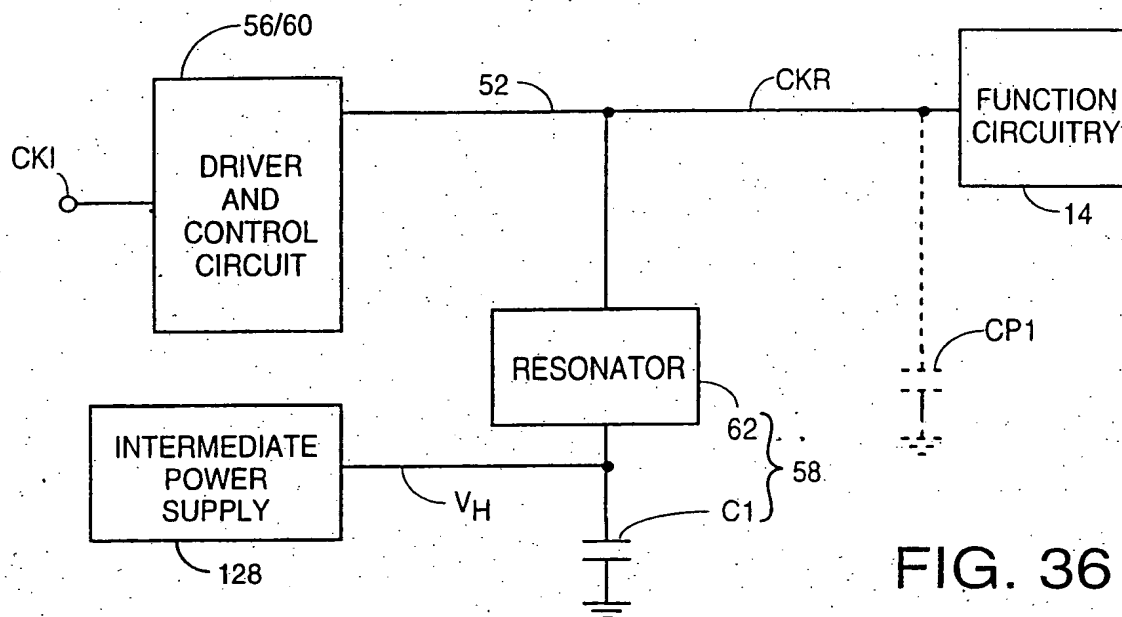 56/60
52
CKR
FUNCTION
CIRCUITRY
14
CKI
DRIVER
AND
CONTROL
CIRCUIT
RESONATOR
62
58
C1
CP1
INTERMEDIATE
POWER
SUPPLY
128
VH
FIG. 36